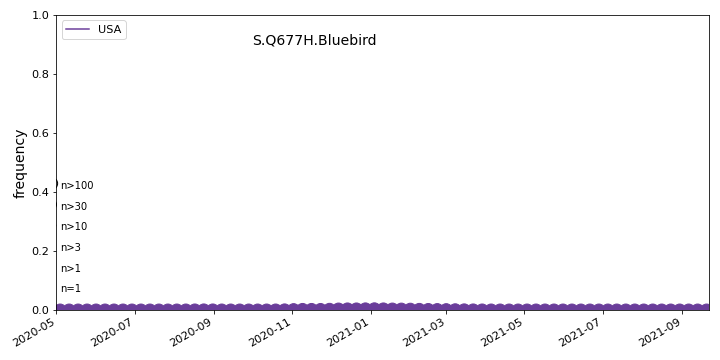 S.Q677H.Bluebird
USA
frequency
1.0
0.8
0.6
0.4
0.2
0.0
n>100
n>30
n>10
n>3
n>1
n=1
2020-05
2020-07
2020-09
2020-11
2021-01
2021-03
2021-05
2021-07
2021-09